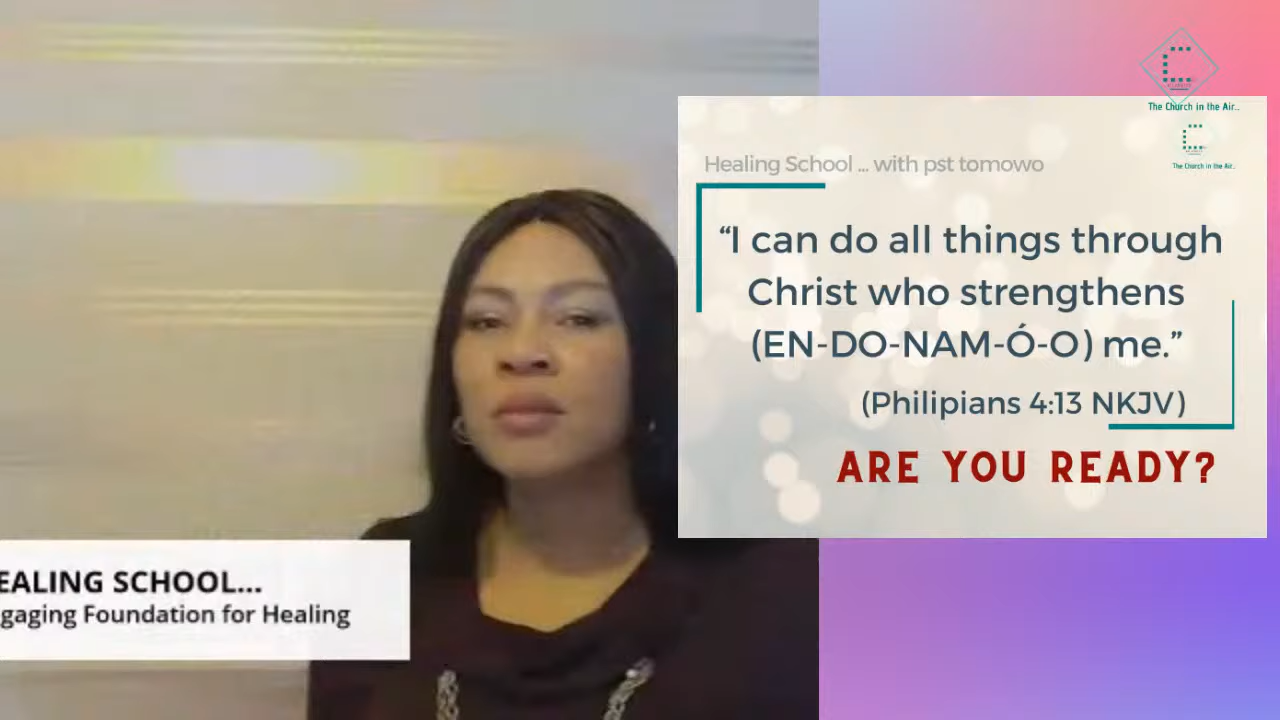 The Church in the Air...
The Church in the Air...
Healing School ... with pst tomowo
“I can do all things through
Christ who strengthens
(EN-DO-NAM-Ó-O) me.”
(Philipians 4:13 NKJV)
ARE YOU READY?
EALING SCHOOL...
gaging Foundation for Healing